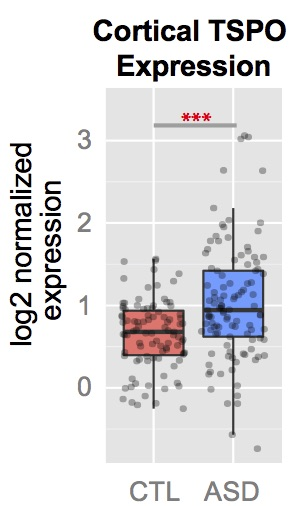 Cortical TSPO
Expression
***
log2 normalized
expression
3
2
1
0
CTL ASD